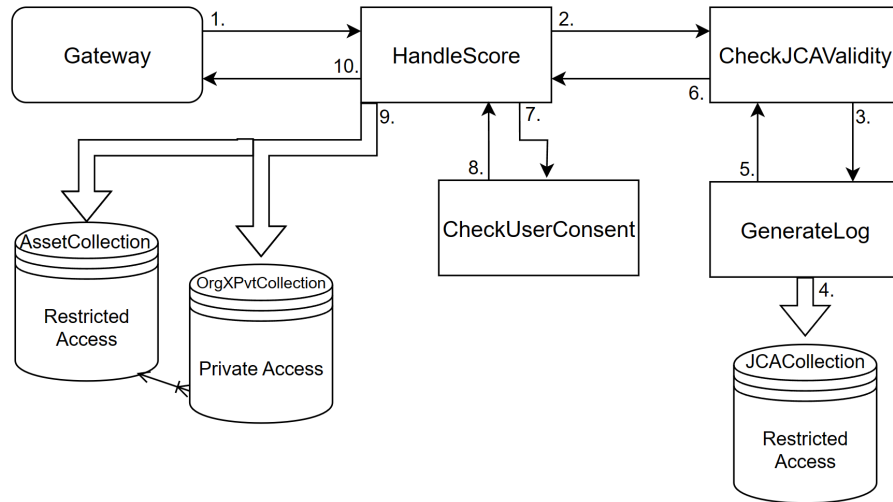 1.
2.
Gateway
HandleScore
CheckJCAValidity
10.
6.
9.
7.
3.
8.
5.
CheckUserConsent
GenerateLog
AssetCollection
OrgXPvtCollection
4.
Restricted
Access
Private Access
JCACollection
Restricted
Access